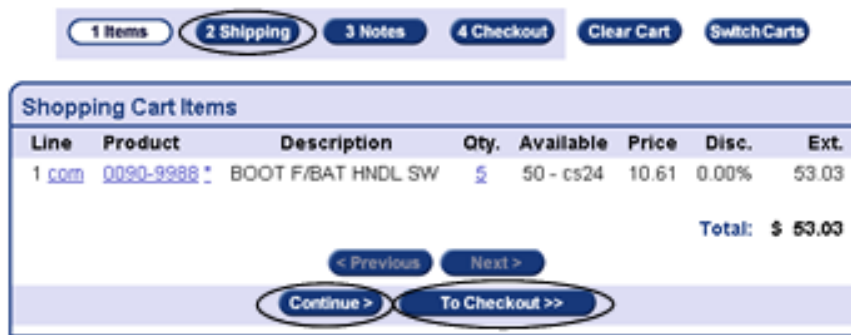 1 Items 2 Shipping 3 Notes 4 Checkout Clear Cart Switch Carts
Shopping Cart Items
Line Product Description Qty. Available Price Disc. Ext.
1 com 0090-9988 * BOOT F/BAT HNDL SW 5 50 - cs24 10.61 0.00% 53.03
Total: $ 53.03
< Previous Next >
Continue > To Checkout >>